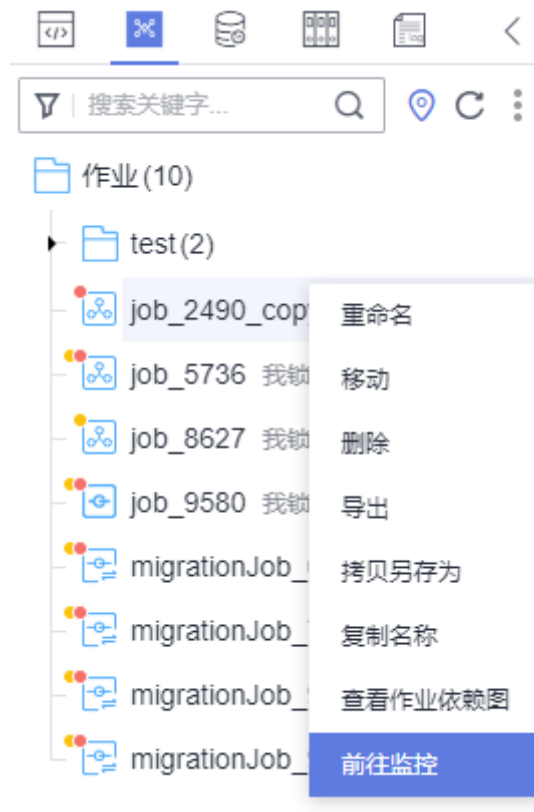 搜索关键字...
作业 (10)
test (2)
job_2490_cop
重命名
job_5736 我锁
移动
job_8627 我锁
删除
job_9580 我锁
导出
migrationJob_
拷贝另存为
migrationJob_
复制名称
migrationJob_
查看作业依赖图
migrationJob_
前往监控